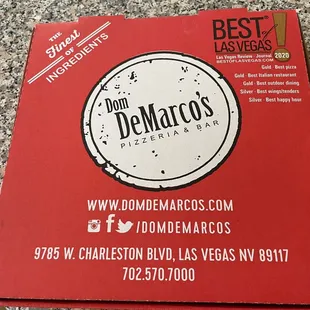 THE
Finest
OF
INGREDIENTS
BEST
OF
LAS VEGAS
Las Vegas Review-Journal
BESTOFLASVEGAS.COM
2020
Gold - Best pizza
Gold - Best Italian restaurant
Gold - Best outdoor dining
Silver - Best wingstenders
Silver - Best happy hour
Dom
DeMarco's
PIZZERIA & BAR
WWW.DOMDEMARCOS.COM
/DOMDEMARCOS
9785 W. CHARLESTON BLVD, LAS VEGAS NV 89117
702.570.7000